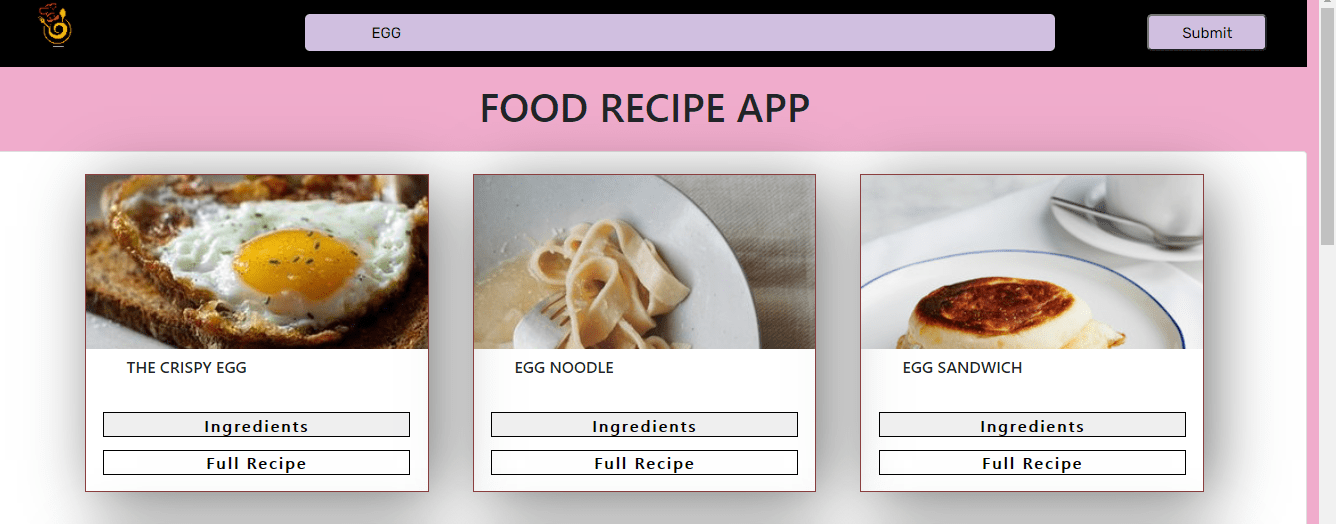 EGG
Submit
FOOD RECIPE APP
THE CRISPY EGG
EGG NOODLE
EGG SANDWICH
Ingredients
Ingredients
Ingredients
Full Recipe
Full Recipe
Full Recipe